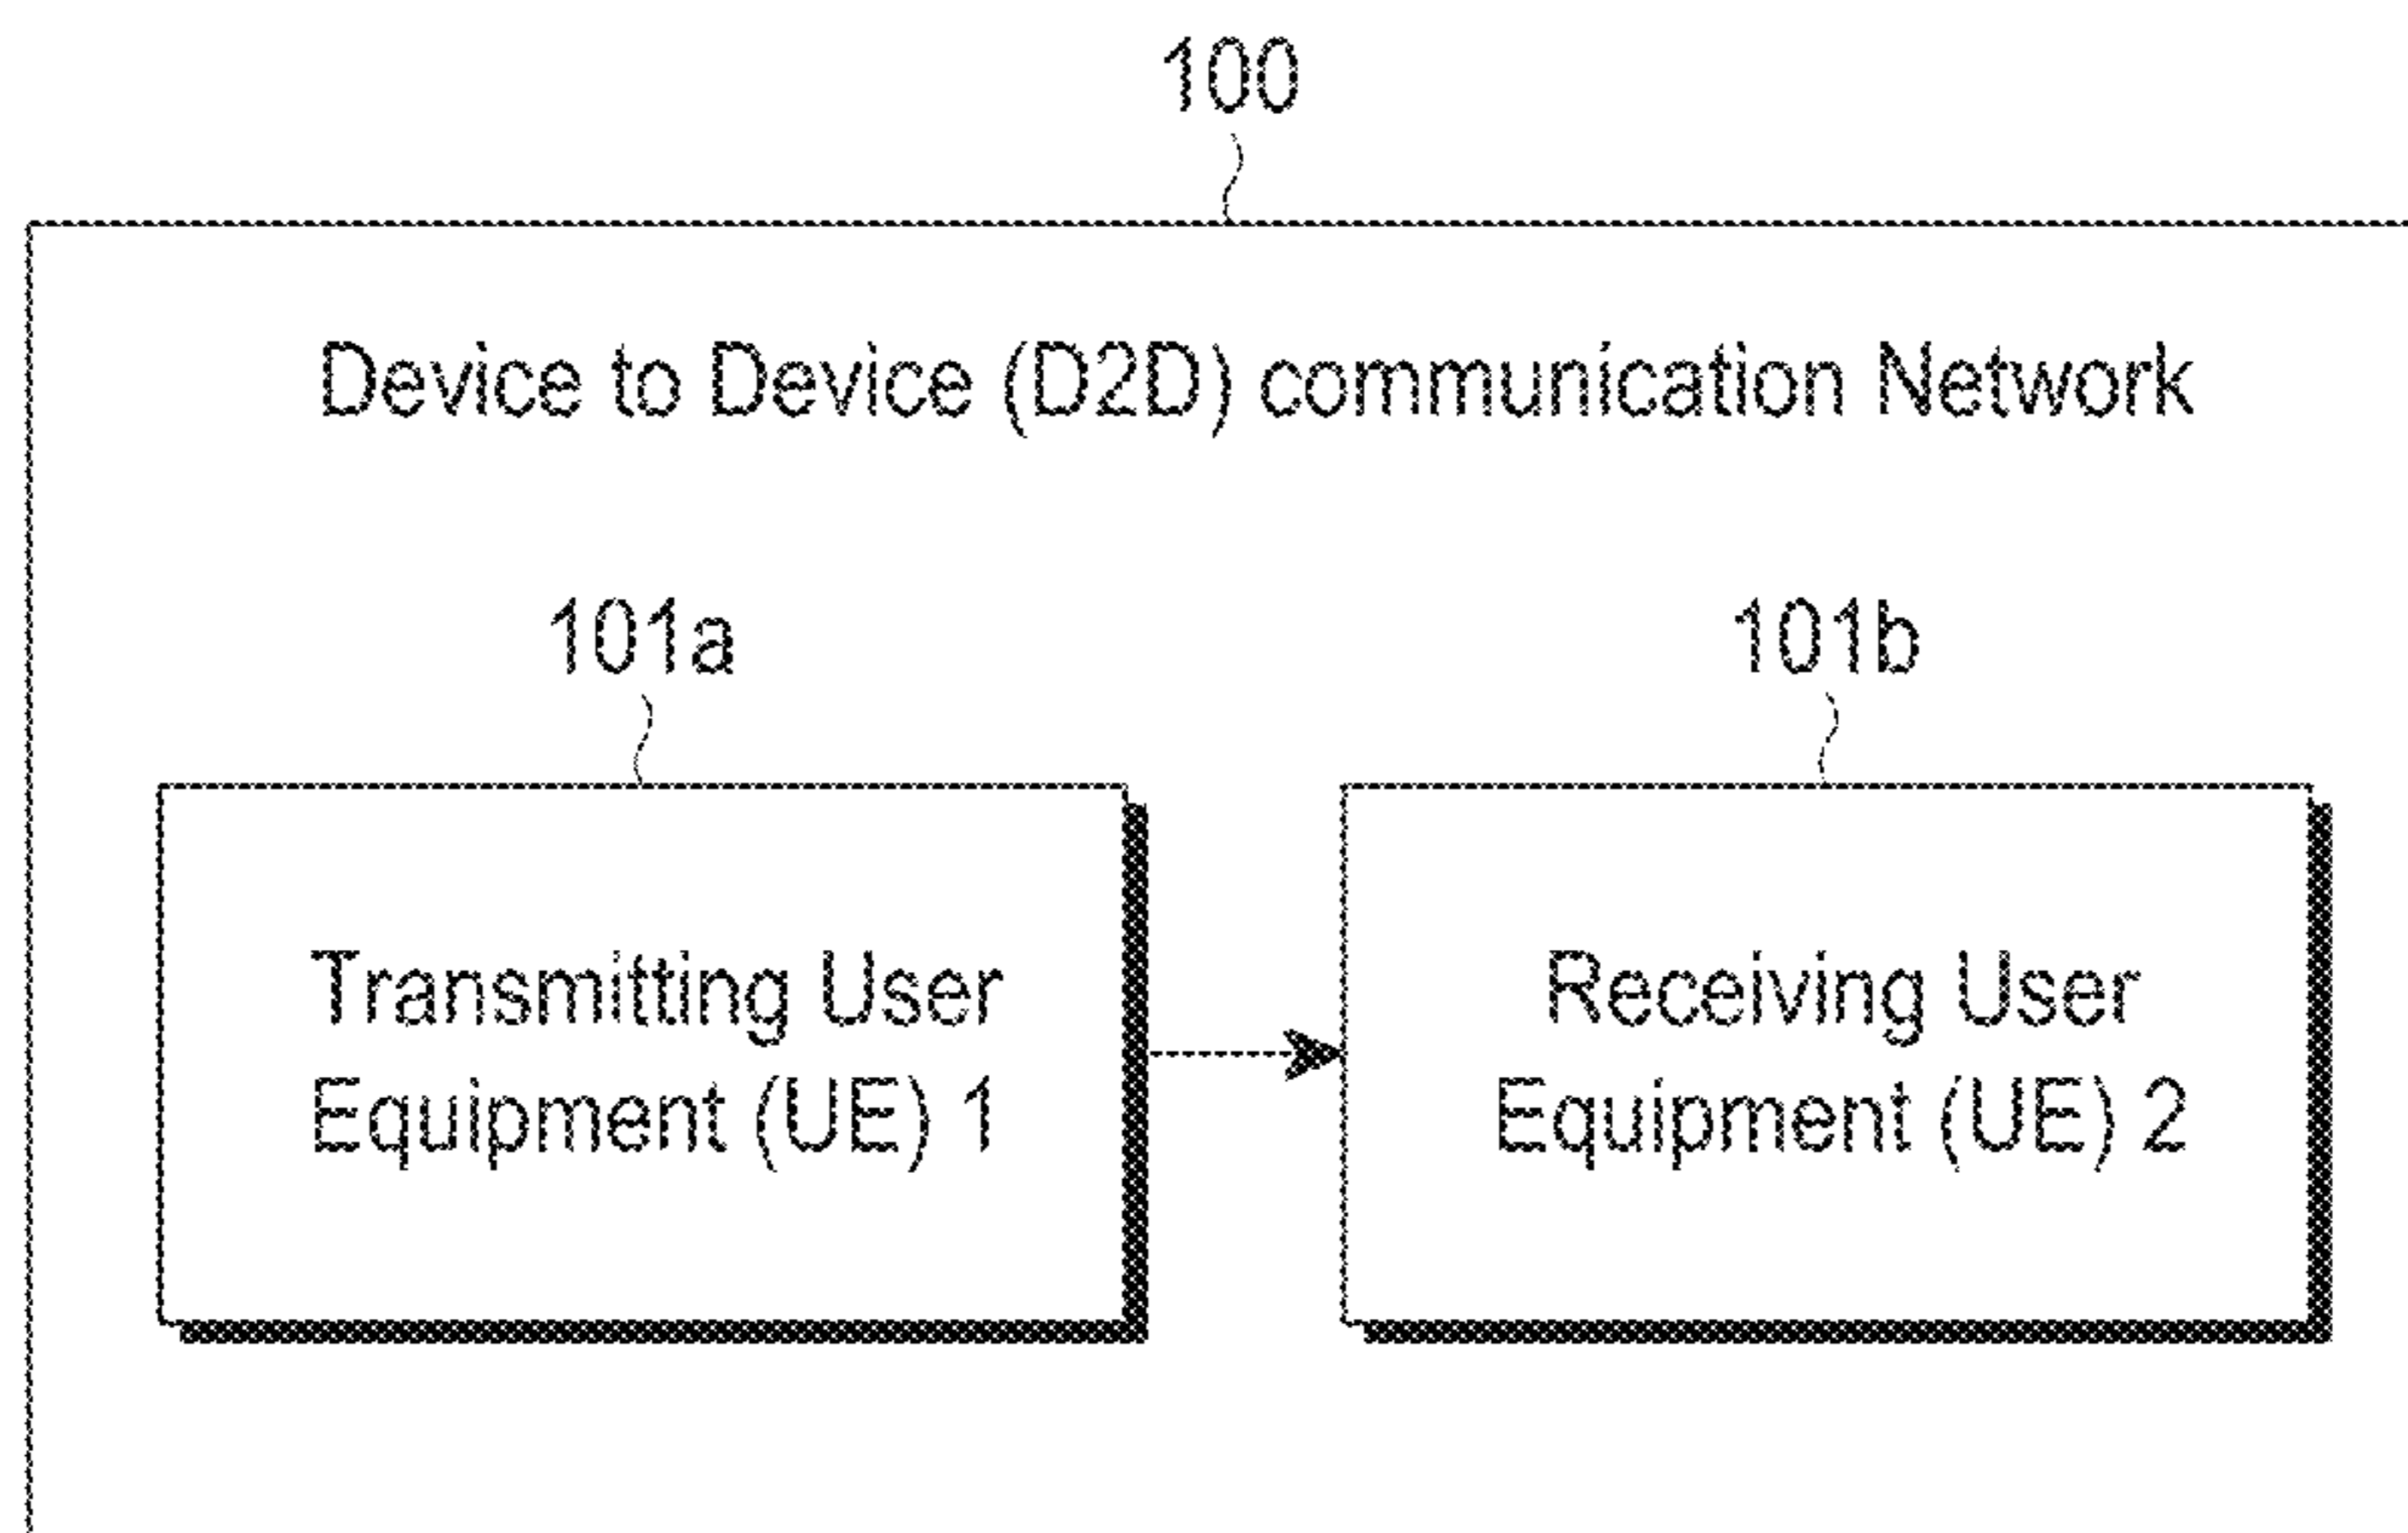 100
Device to Device (D2D) communication Network
101a
101b
Transmitting User
Equipment (UE) 1
Receiving User
Equipment (UE) 2